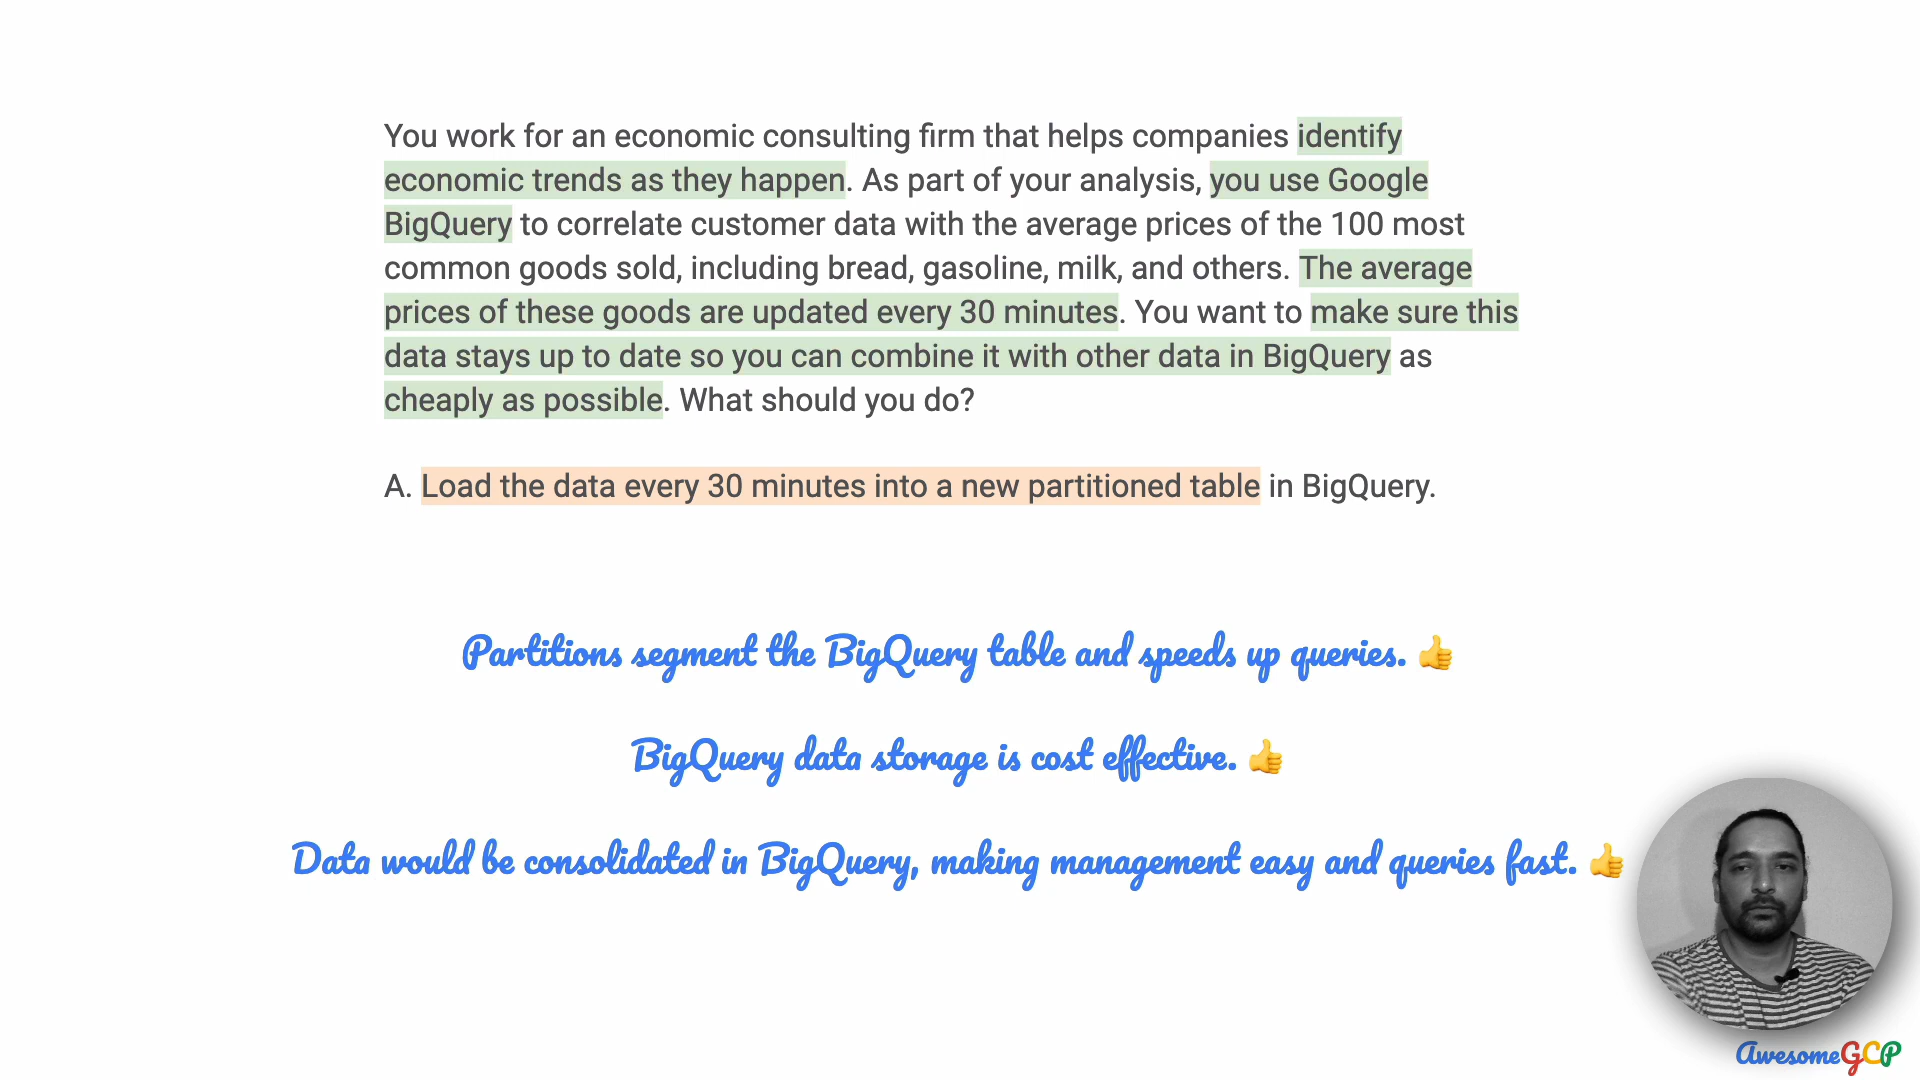 You work for an economic consulting firm that helps companies identify
economic trends as they happen. As part of your analysis, you use Google
BigQuery to correlate customer data with the average prices of the 100 most
common goods sold, including bread, gasoline, milk, and others. The average
prices of these goods are updated every 30 minutes. You want to make sure this
data stays up to date so you can combine it with other data in BigQuery as
cheaply as possible. What should you do?
A. Load the data every 30 minutes into a new partitioned table in BigQuery.
Partitions segment the BigQuery table and speeds up queries. 👍
BigQuery data storage is cost effective. 👍
Data would be consolidated in BigQuery, making management easy and queries fast. 👍
AwesomeGCP